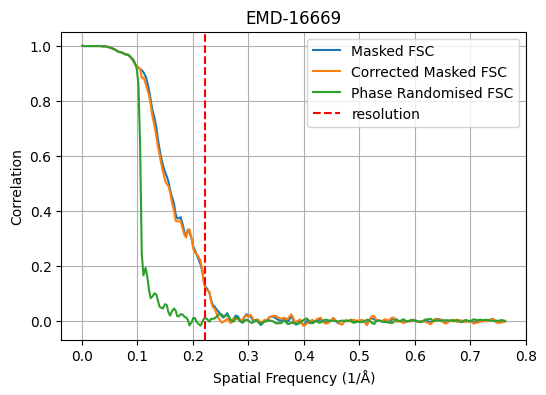 EMD-16669
Masked FSC
Corrected Masked FSC
Phase Randomised FSC
resolution
Correlation
1.0
0.8
0.6
0.4
0.2
0.0
0.0 0.1 0.2 0.3 0.4 0.5 0.6 0.7 0.8
Spatial Frequency (1/Å)